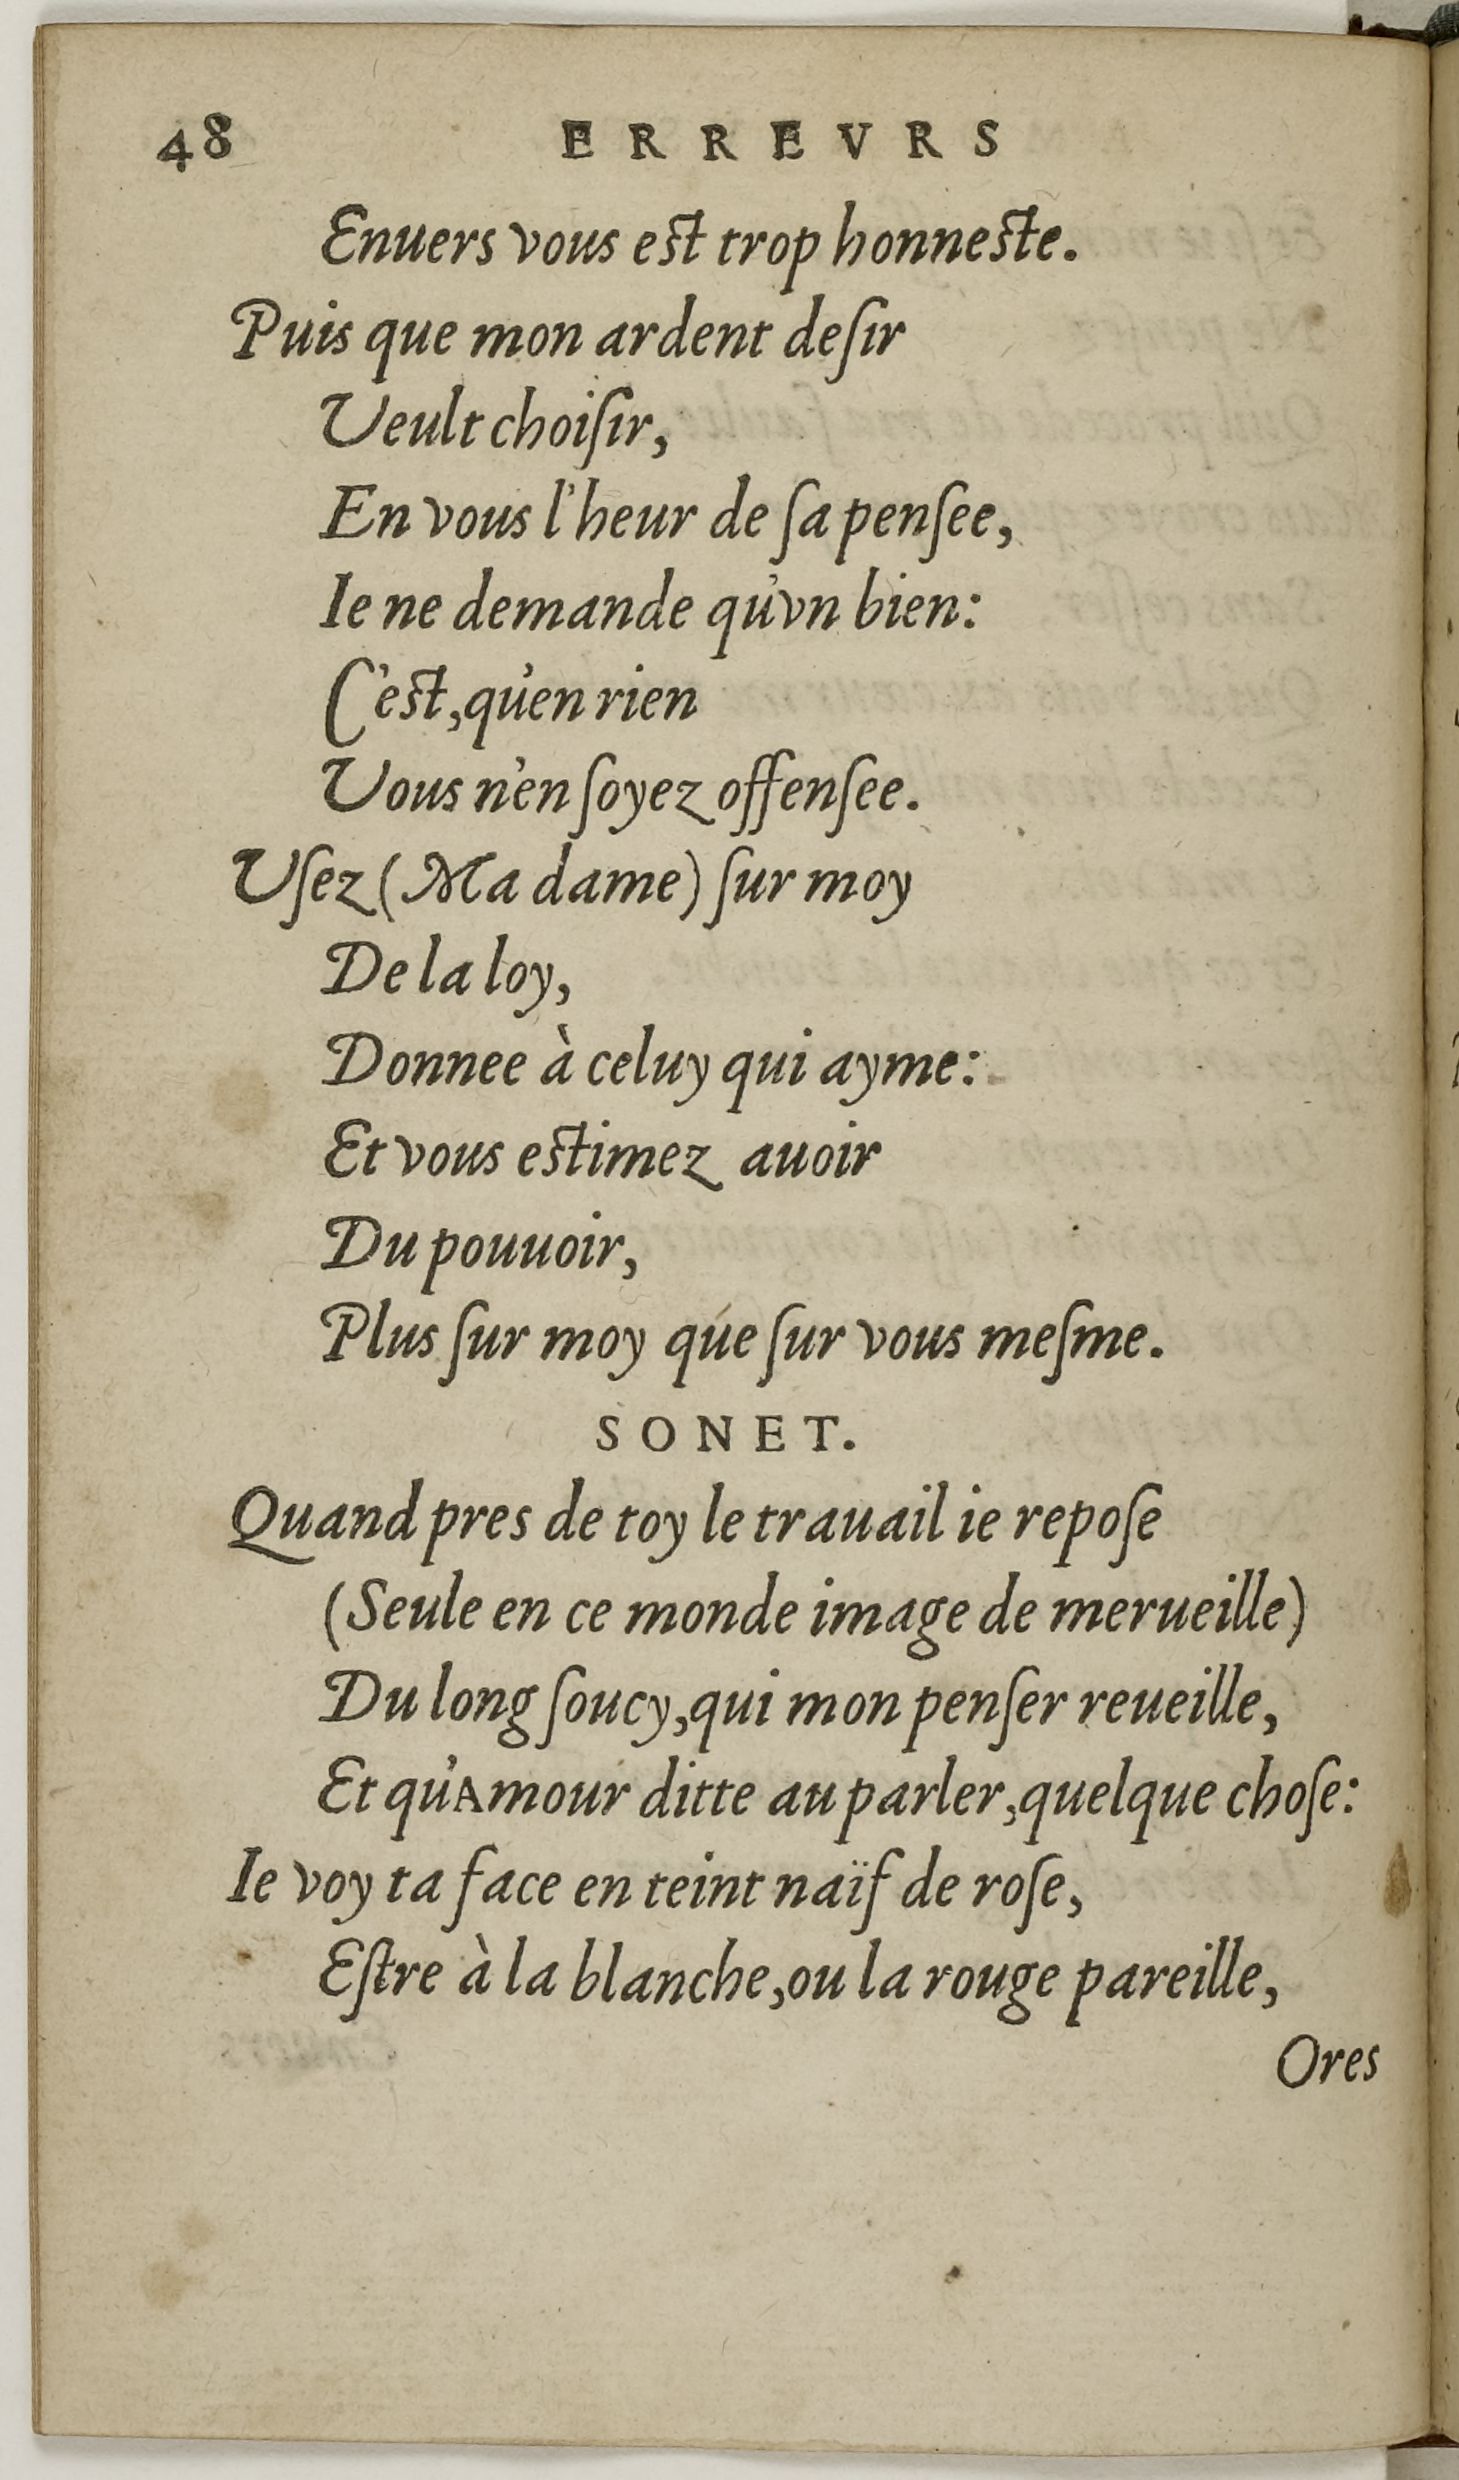 48 ERREVRS
Enuers vous est trop honneste.
Puis que mon ardent deſir
Veult choiſir,
En vous l'heur de ſa penſee,
Ie ne demande qu'vn bien:
C'est, qu'en rien
Vous n'en ſoyez offenſee.
Vſez (Ma dame) ſur moy
De la loy,
Donnee à celuy qui ayme:
Et vous estimez auoir
Du pouuoir,
Plus ſur moy que ſur vous meſme.
SONET.
Quand pres de toy le trauail ie repoſe
(Seule en ce monde image de merueille)
Du long ſoucy, qui mon penſer reueille,
Et qu'Amour ditte au parler, quelque choſe:
Ie voy ta face en teint naïf de roſe,
Eſtre à la blanche, ou la rouge pareille,
Ores